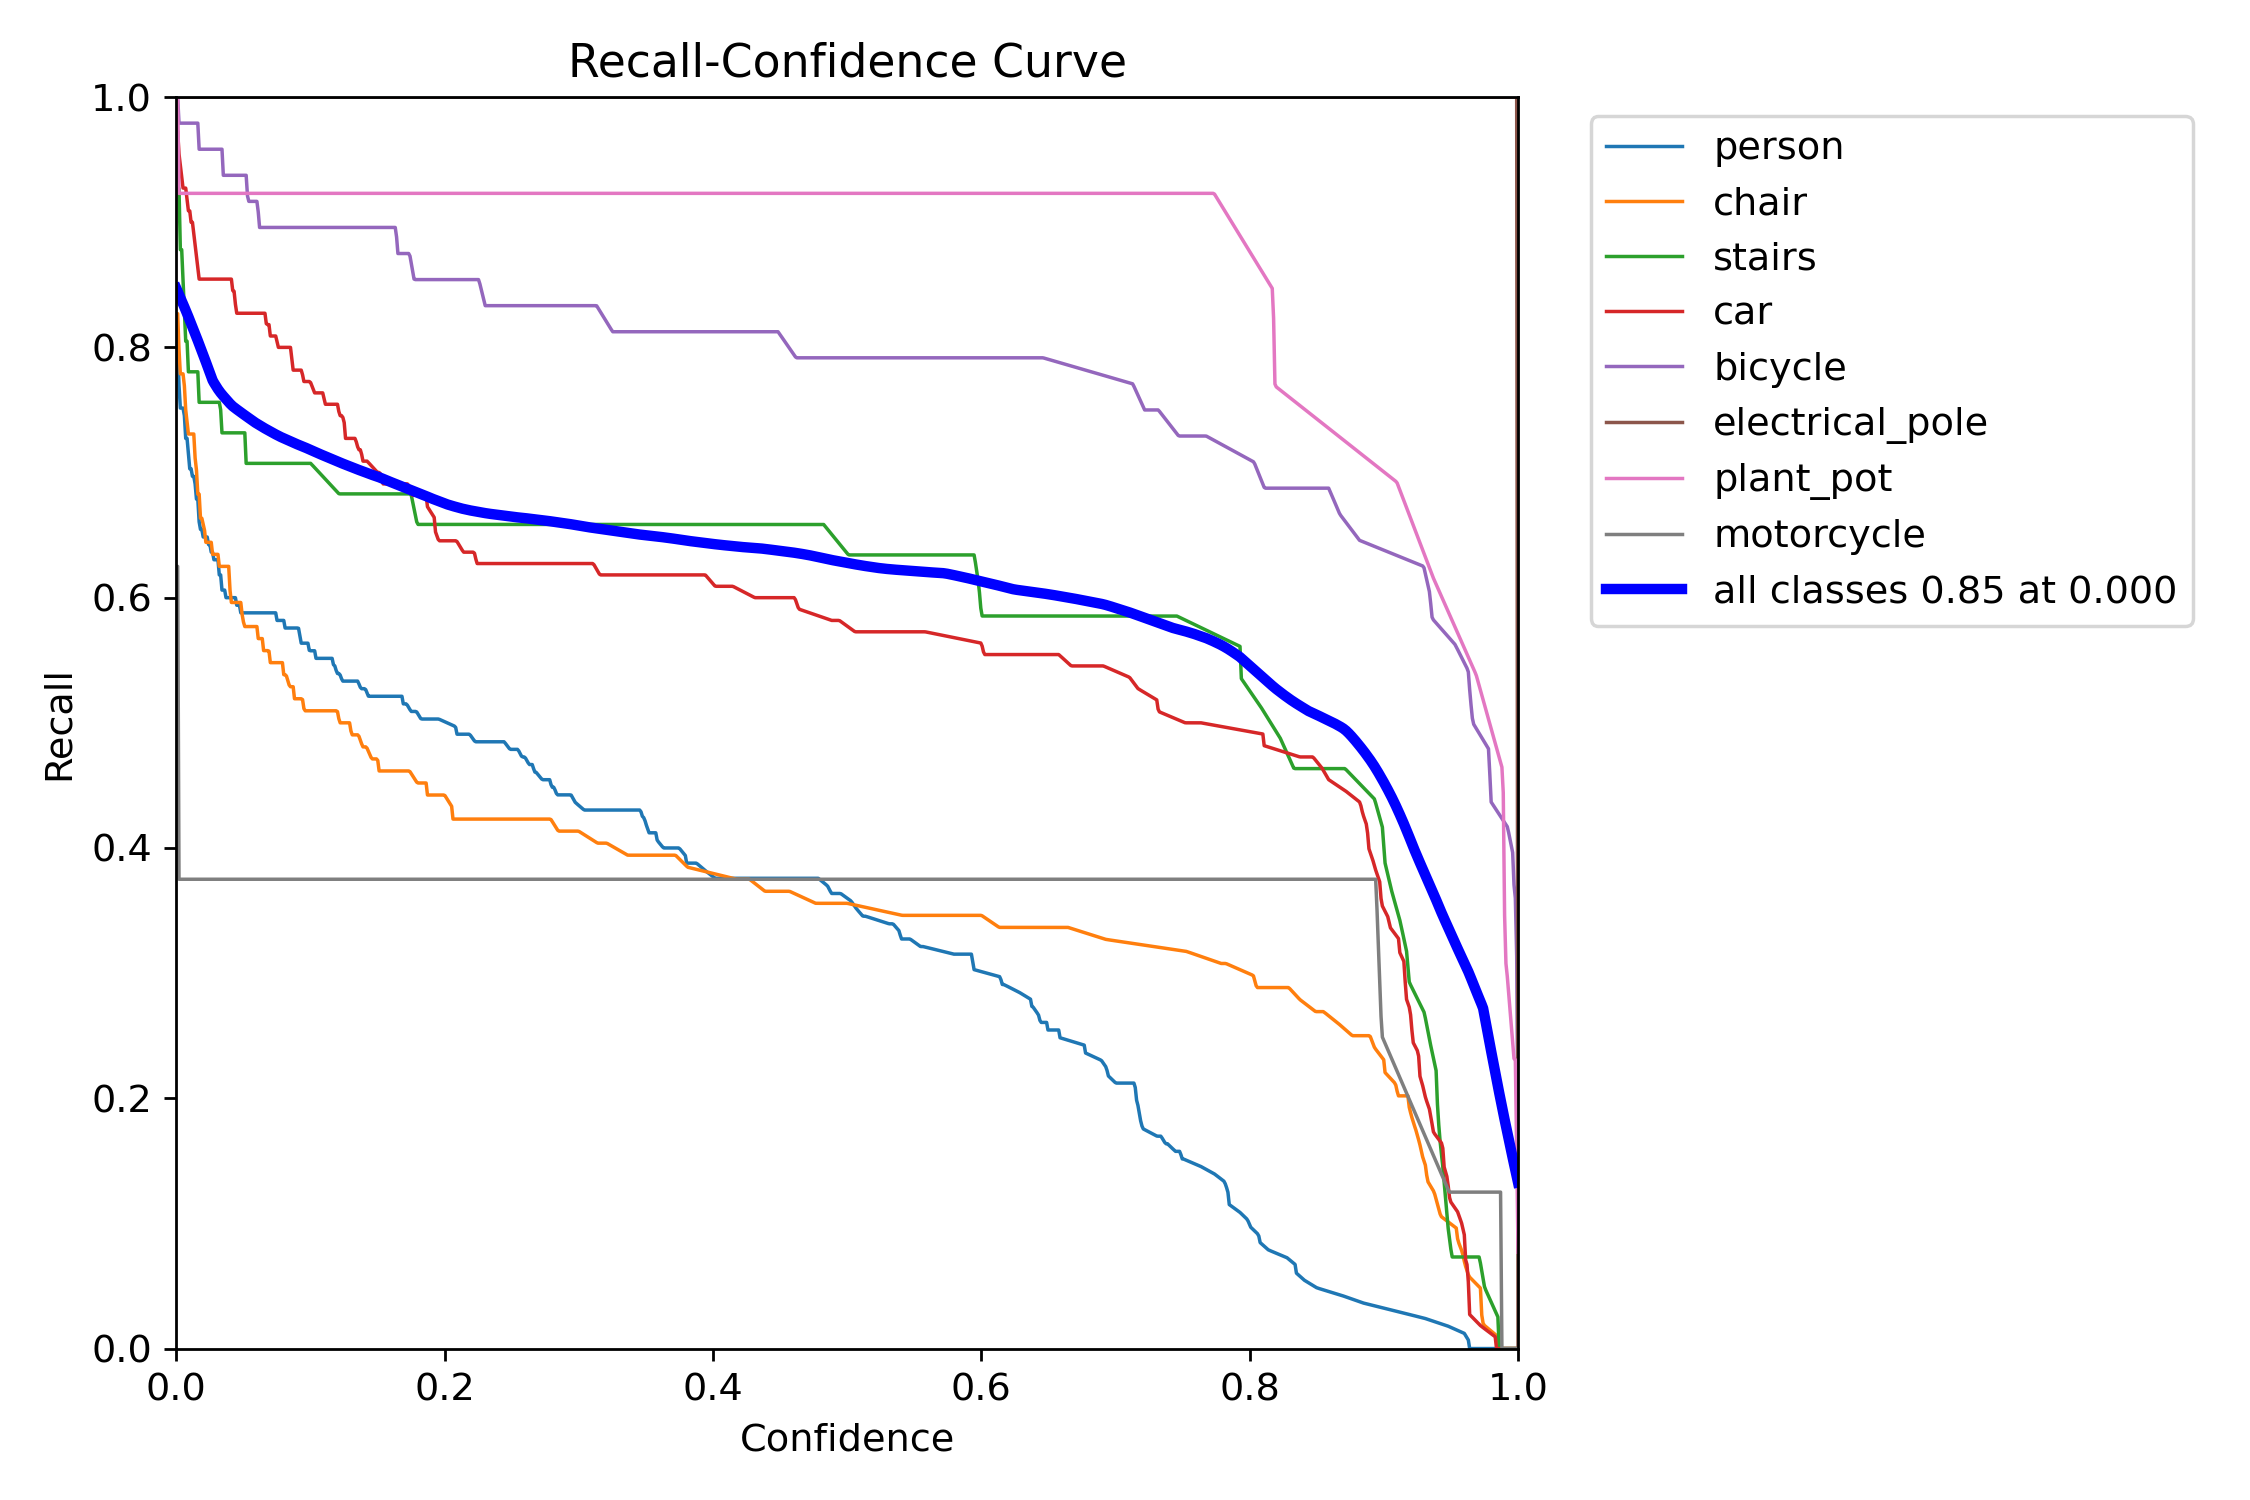 Recall-Confidence Curve
1.0
0.8
0.6
0.4
0.2
0.0
Recall
0.0 0.2 0.4 0.6 0.8 1.0
Confidence
person
chair
stairs
car
bicycle
electrical_pole
plant_pot
motorcycle
all classes 0.85 at 0.000